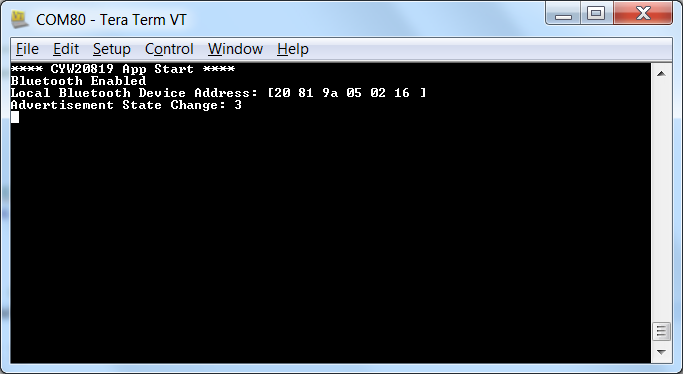 COM80 - Tera Term VT
File Edit Setup Control Window Help
**** CYW20819 App Start ****
Bluetooth Enabled
Local Bluetooth Device Address: [20 81 9a 05 02 16 ]
Advertisement State Change: 3